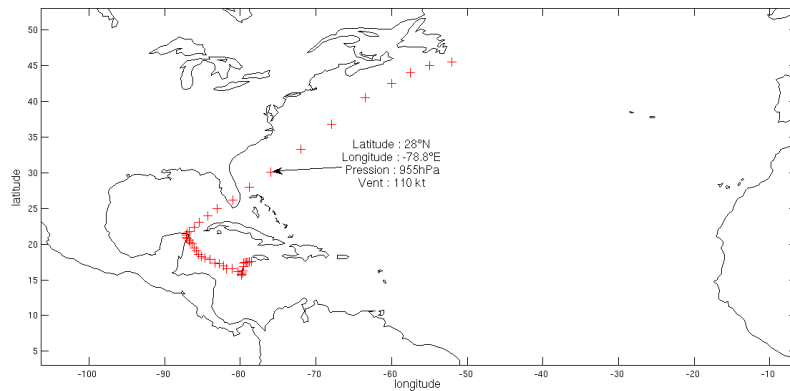 50
45
40
35
30
25
20
15
10
5
latitude
Latitude : 28°N
Longitude : -78.8°E
Pression : 955hPa
Vent : 110 kt
-100 -90 -80 -70 -60 -50 -40 -30 -20 -10
longitude